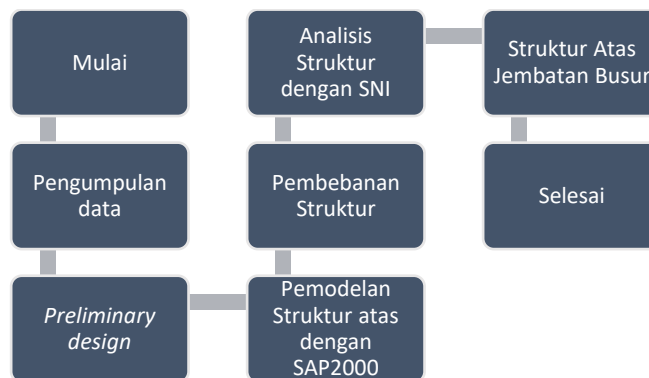 Mulai
Pengumpulan
data
Preliminary
design
Pemodelan
Struktur atas
dengan
SAP2000
Pembebanan
Struktur
Analisis
Struktur
dengan SNI
Struktur Atas
Jembatan Busur
Selesai